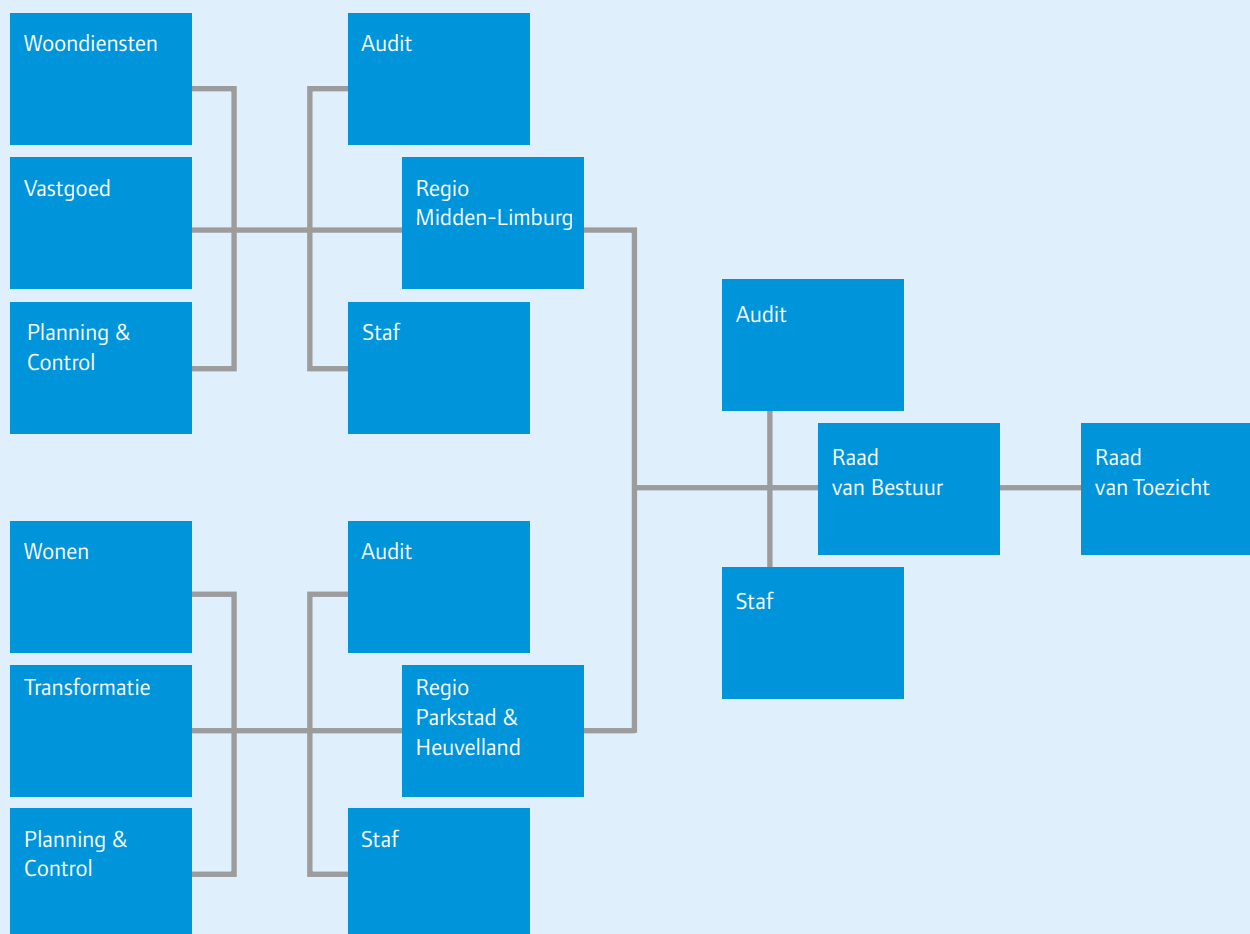 Woondiensten
Audit
Vastgoed
Regio
Midden-Limburg
Planning &
Control
Staf
Audit
Raad
van Bestuur
Raad
van Toezicht
Staf
Wonen
Audit
Transformatie
Regio
Parkstad &
Heuvelland
Planning &
Control
Staf